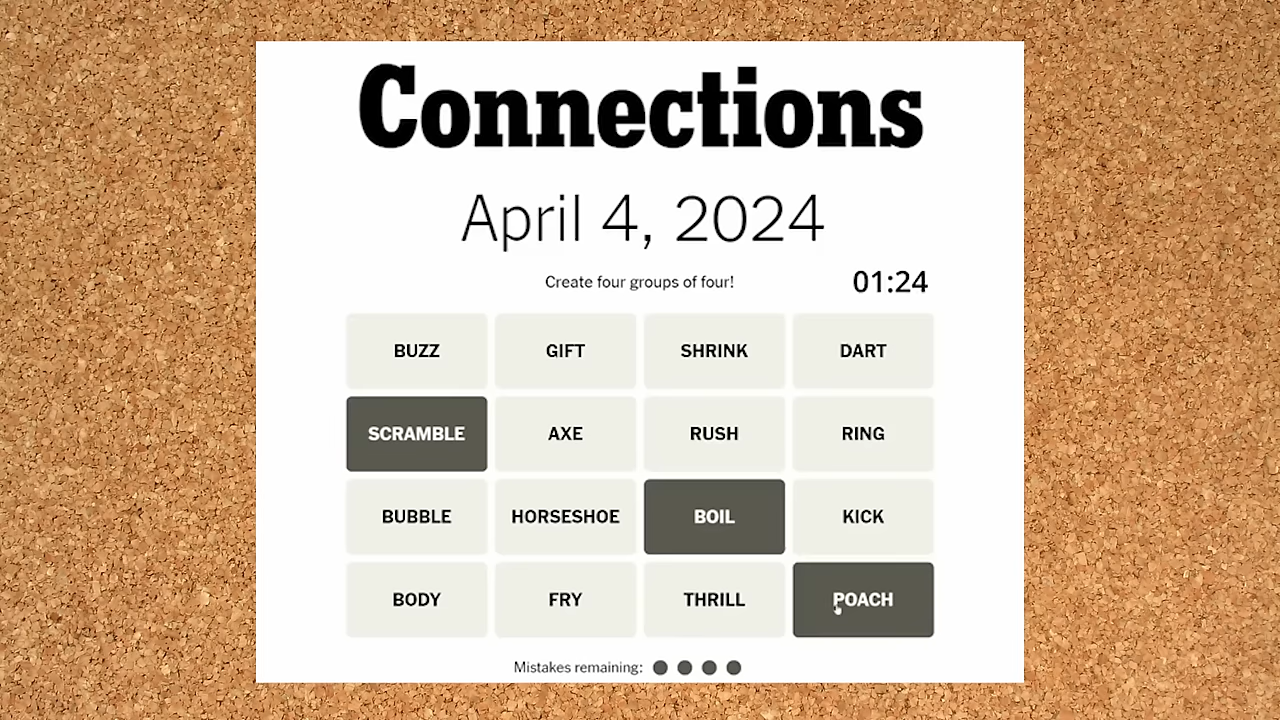 Connections
April 4, 2024
Create four groups of four!
01:24
BUZZ GIFT SHRINK DART
SCRAMBLE AXE RUSH RING
BUBBLE HORSESHOE BOIL KICK
BODY FRY THRILL POACH
Mistakes remaining: